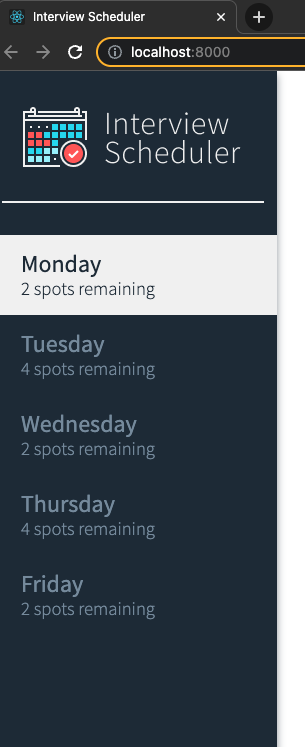 Interview Scheduler
localhost:8000
Interview
Scheduler
Monday
2 spots remaining
Tuesday
4 spots remaining
Wednesday
2 spots remaining
Thursday
4 spots remaining
Friday
2 spots remaining